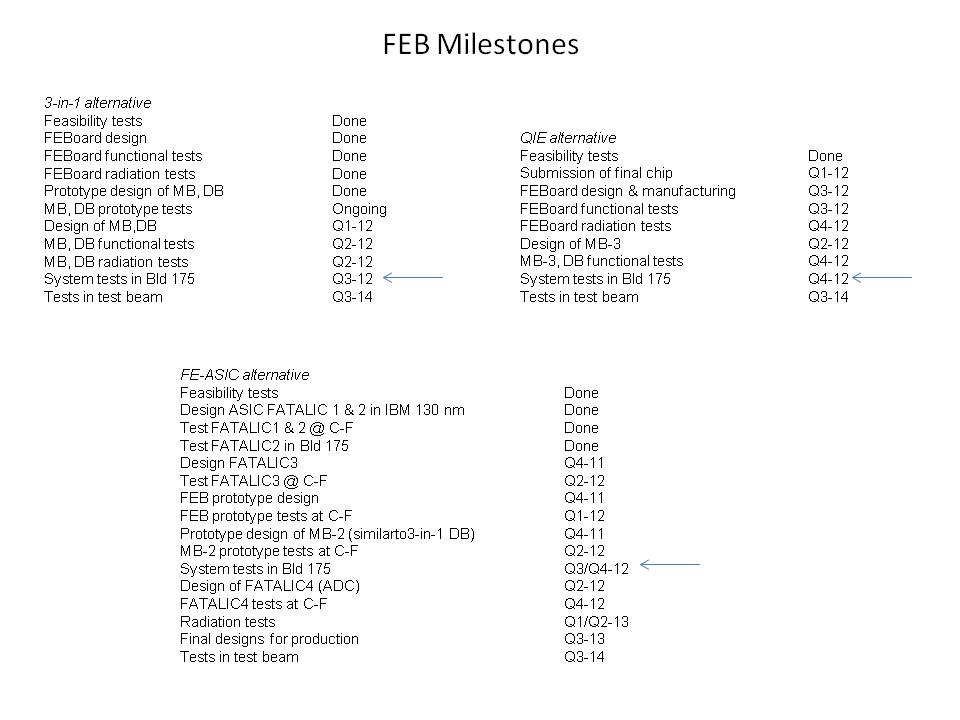 FEB Milestones
3-in-1 alternative
Feasibility tests Done
FEBoard design Done
FEBoard functional tests Done
FEBoard radiation tests Done
Prototype design of MB, DB Done
MB, DB prototype tests Ongoing
Design of MB,DB Q1-12
MB, DB functional tests Q2-12
MB, DB radiation tests Q2-12
System tests in Bld 175 Q3-12
Tests in test beam Q3-14
QIE alternative
Feasibility tests Done
Submission of final chip Q1-12
FEBoard design & manufacturing Q3-12
FEBoard functional tests Q3-12
FEBoard radiation tests Q4-12
Design of MB-3 Q2-12
MB-3, DB functional tests Q4-12
System tests in Bld 175 Q4-12
Tests in test beam Q3-14
FE-ASIC alternative
Feasibility tests Done
Design ASIC FATALIC 1 & 2 in IBM 130 nm Done
Test FATALIC1 & 2 @ C-F Done
Test FATALIC2 in Bld 175 Done
Design FATALIC3 Q4-11
Test FATALIC3 @ C-F Q2-12
FEB prototype design Q4-11
FEB prototype tests at C-F Q1-12
Prototype design of MB-2 (similarto3-in-1 DB) Q4-11
MB-2 prototype tests at C-F Q2-12
System tests in Bld 175 Q3/Q4-12
Design of FATALIC4 (ADC) Q2-12
FATALIC4 tests at C-F Q4-12
Radiation tests Q1/Q2-13
Final designs for production Q3-13
Tests in test beam Q3-14